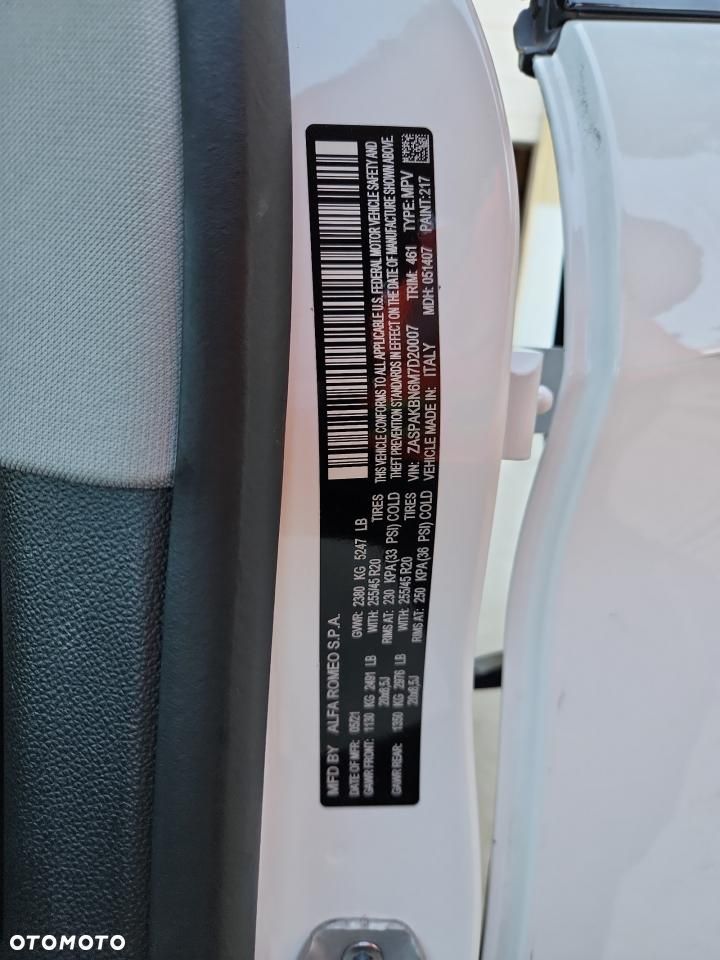 MFD BY ALFA ROMEO S.P.A.
DATE OF MFR: 05/21 GVWR: 2380 KG 5247 LB
GAWR FRONT: 1130 KG 2491 LB WITH: 255/45 R20 TIRES
20x8,5J RIMS AT: 230 KPA(33 PSI) COLD
GAWR REAR: 1350 KG 2976 LB WITH: 255/45 R20 TIRES
20x8,5J RIMS AT: 250 KPA(36 PSI) COLD
THIS VEHICLE CONFORMS TO ALL APPLICABLE U.S. FEDERAL MOTOR VEHICLE SAFETY AND
THEFT PREVENTION STANDARDS IN EFFECT ON THE DATE OF MANUFACTURE SHOWN ABOVE.
VIN: ZASPAKBN6M7D20007 TRIM: 461 TYPE: MPV
VEHICLE MADE IN: ITALY MDH: 051407 PAINT: 217
OTOMOTO